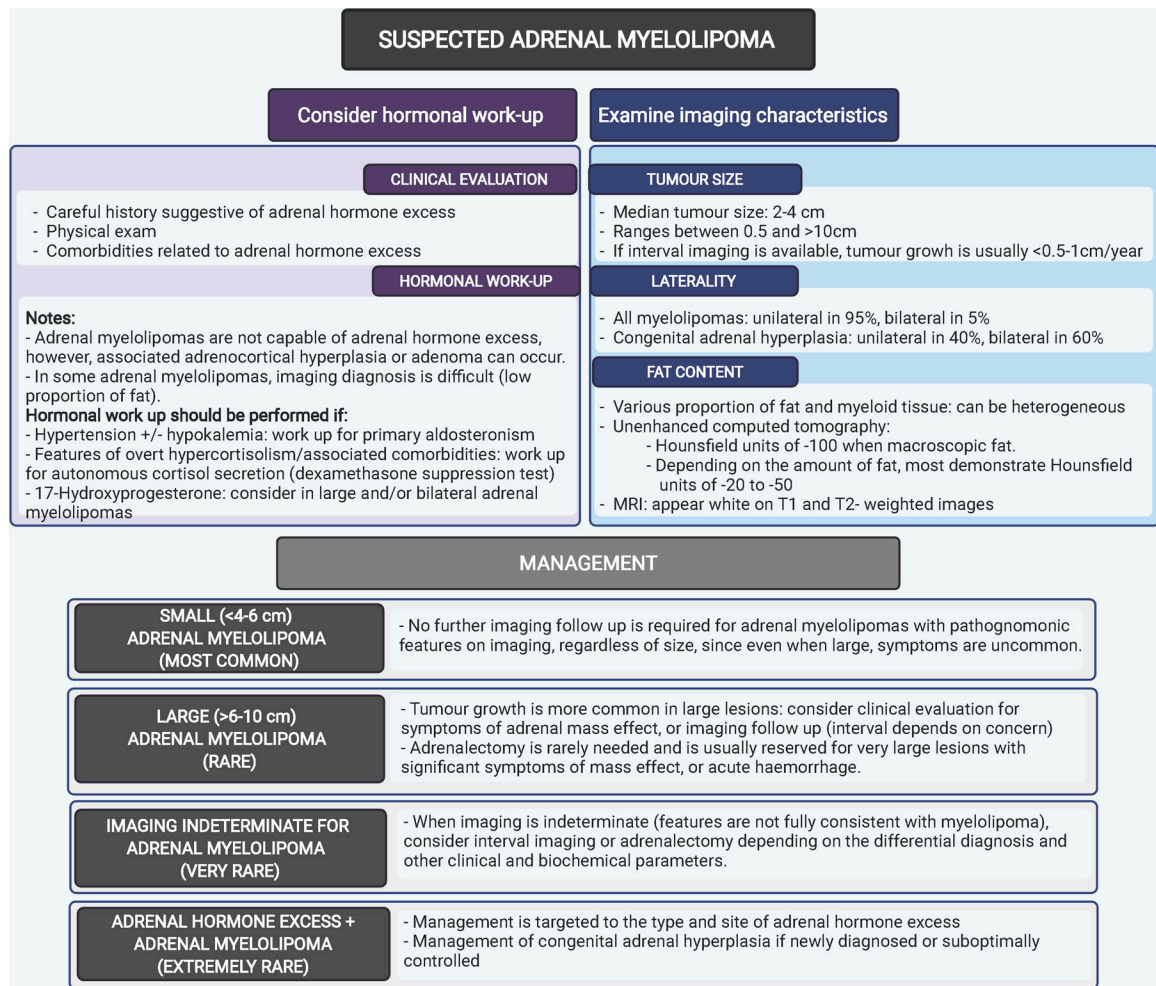 SUSPECTED ADRENAL MYELOLIPOMA
Consider hormonal work-up
CLINICAL EVALUATION
- Careful history suggestive of adrenal hormone excess
- Physical exam
- Comorbidities related to adrenal hormone excess
HORMONAL WORK-UP
Notes:
- Adrenal myelolipomas are not capable of adrenal hormone excess,
however, associated adrenocortical hyperplasia or adenoma can occur.
- In some adrenal myelolipomas, imaging diagnosis is difficult (low
proportion of fat).
Hormonal work up should be performed if:
- Hypertension +/- hypokalemia: work up for primary aldosteronism
- Features of overt hypercortisolism/associated comorbidities: work up
for autonomous cortisol secretion (dexamethasone suppression test)
- 17-Hydroxyprogesterone: consider in large and/or bilateral adrenal
myelolipomas
Examine imaging characteristics
TUMOUR SIZE
- Median tumour size: 2-4 cm
- Ranges between 0.5 and >10cm
- If interval imaging is available, tumour growth is usually <0.5-1cm/year
LATERALITY
- All myelolipomas: unilateral in 95%, bilateral in 5%
- Congenital adrenal hyperplasia: unilateral in 40%, bilateral in 60%
FAT CONTENT
- Various proportion of fat and myeloid tissue: can be heterogeneous
- Unenhanced computed tomography:
- Hounsfield units of -100 when macroscopic fat.
- Depending on the amount of fat, most demonstrate Hounsfield
units of -20 to -50
- MRI: appear white on T1 and T2- weighted images
MANAGEMENT
SMALL (<4-6 cm)
ADRENAL MYELOLIPOMA
(MOST COMMON)
- No further imaging follow up is required for adrenal myelolipomas with pathognomonic
features on imaging, regardless of size, since even when large, symptoms are uncommon.
LARGE (>6-10 cm)
ADRENAL MYELOLIPOMA
(RARE)
- Tumour growth is more common in large lesions: consider clinical evaluation for
symptoms of adrenal mass effect, or imaging follow up (interval depends on concern)
- Adrenalectomy is rarely needed and is usually reserved for very large lesions with
significant symptoms of mass effect, or acute haemorrhage.
IMAGING INDETERMINATE FOR
ADRENAL MYELOLIPOMA
(VERY RARE)
- When imaging is indeterminate (features are not fully consistent with myelolipoma),
consider interval imaging or adrenalectomy depending on the differential diagnosis and
other clinical and biochemical parameters.
ADRENAL HORMONE EXCESS +
ADRENAL MYELOLIPOMA
(EXTREMELY RARE)
- Management is targeted to the type and site of adrenal hormone excess
- Management of congenital adrenal hyperplasia if newly diagnosed or suboptimally
controlled